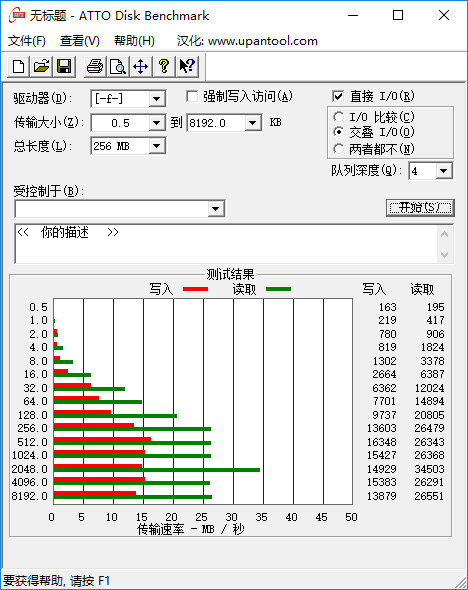 无标题 - ATTO Disk Benchmark
文件(F) 查看(V) 帮助(H) 汉化: www.upantool.com
驱动器(D): [-f-] 强制写入访问(A) 直接 I/O(R)
传输大小(Z): 0.5 到 8192.0 KB I/O 比较(C)
交叠 I/O(O)
总长度(L): 256 MB 两者都不(N)
队列深度(Q): 4
受控制于(B):
开始(S)
<< 你的描述 >>
测试结果
写入 读取 写入 读取
0.5 163 195
1.0 219 417
2.0 780 906
4.0 819 1824
8.0 1302 3378
16.0 2664 6387
32.0 6362 12024
64.0 7701 14894
128.0 9737 20805
256.0 13603 26479
512.0 16348 26343
1024.0 15427 26368
2048.0 14929 34503
4096.0 15383 26291
8192.0 13879 26551
0 5 10 15 20 25 30 35 40 45 50
传输速率 - MB / 秒
要获得帮助, 请按 F1